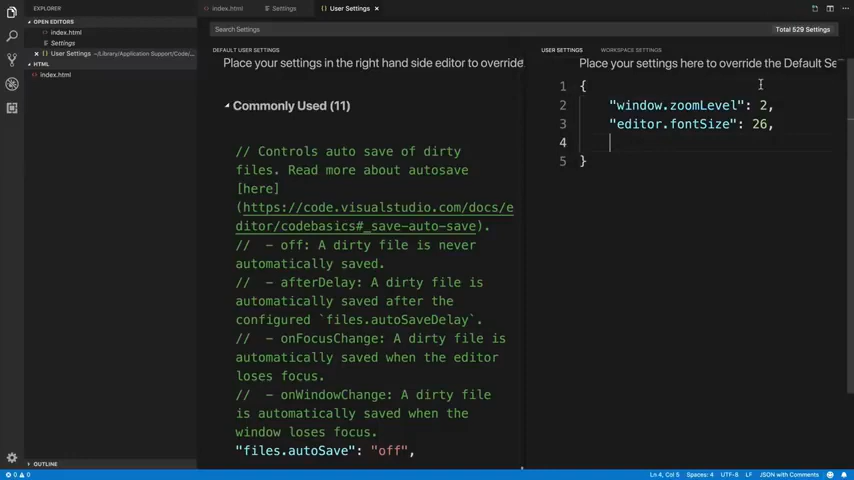 EXPLORER
index.html
Settings
User Settings
OPEN EDITORS
index.html
Settings
User Settings ~/Library/Application Support/Code/...
HTML
index.html
OUTLINE
Search Settings
Total 529 Settings
DEFAULT USER SETTINGS
Place your settings in the right hand side editor to override
Commonly Used (11)
// Controls auto save of dirty
files. Read more about autosave
[here]
(https://code.visualstudio.com/docs/e
ditor/codebasics#_save-auto-save).
//  - off: A dirty file is never
automatically saved.
//  - afterDelay: A dirty file is
automatically saved after the
configured `files.autoSaveDelay`.
//  - onFocusChange: A dirty file is
automatically saved when the editor
loses focus.
//  - onWindowChange: A dirty file
is automatically saved when the
window loses focus.
"files.autoSave": "off",
USER SETTINGS
WORKSPACE SETTINGS
Place your settings here to override the Default Se
1 {
2 "window.zoomLevel": 2,
3 "editor.fontSize": 26,
4
5 }
0 0
Ln 4, Col 5
Spaces: 4
UTF-8
LF
JSON with Comments